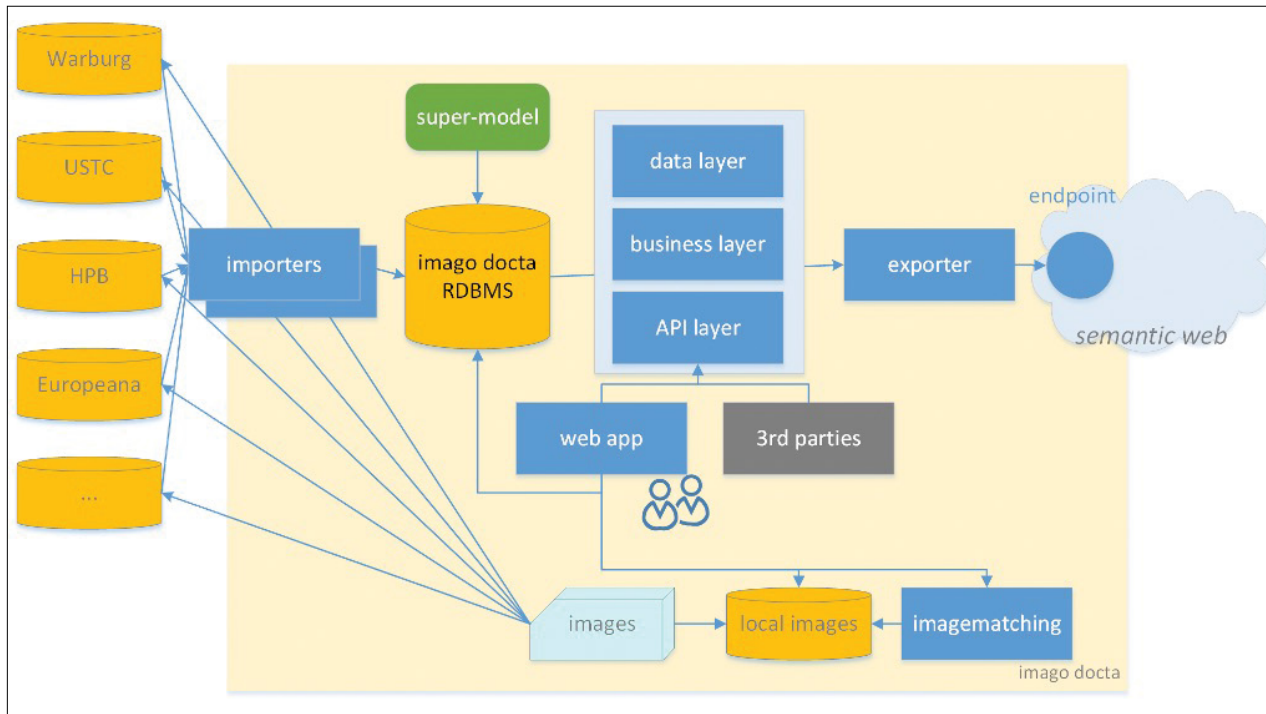 Warburg
USTC
HPB
Europeana
...
importers
super-model
imago docta
RDBMS
data layer
business layer
API layer
exporter
endpoint
semantic web
web app
3rd parties
images
local images
imagematching
imago docta